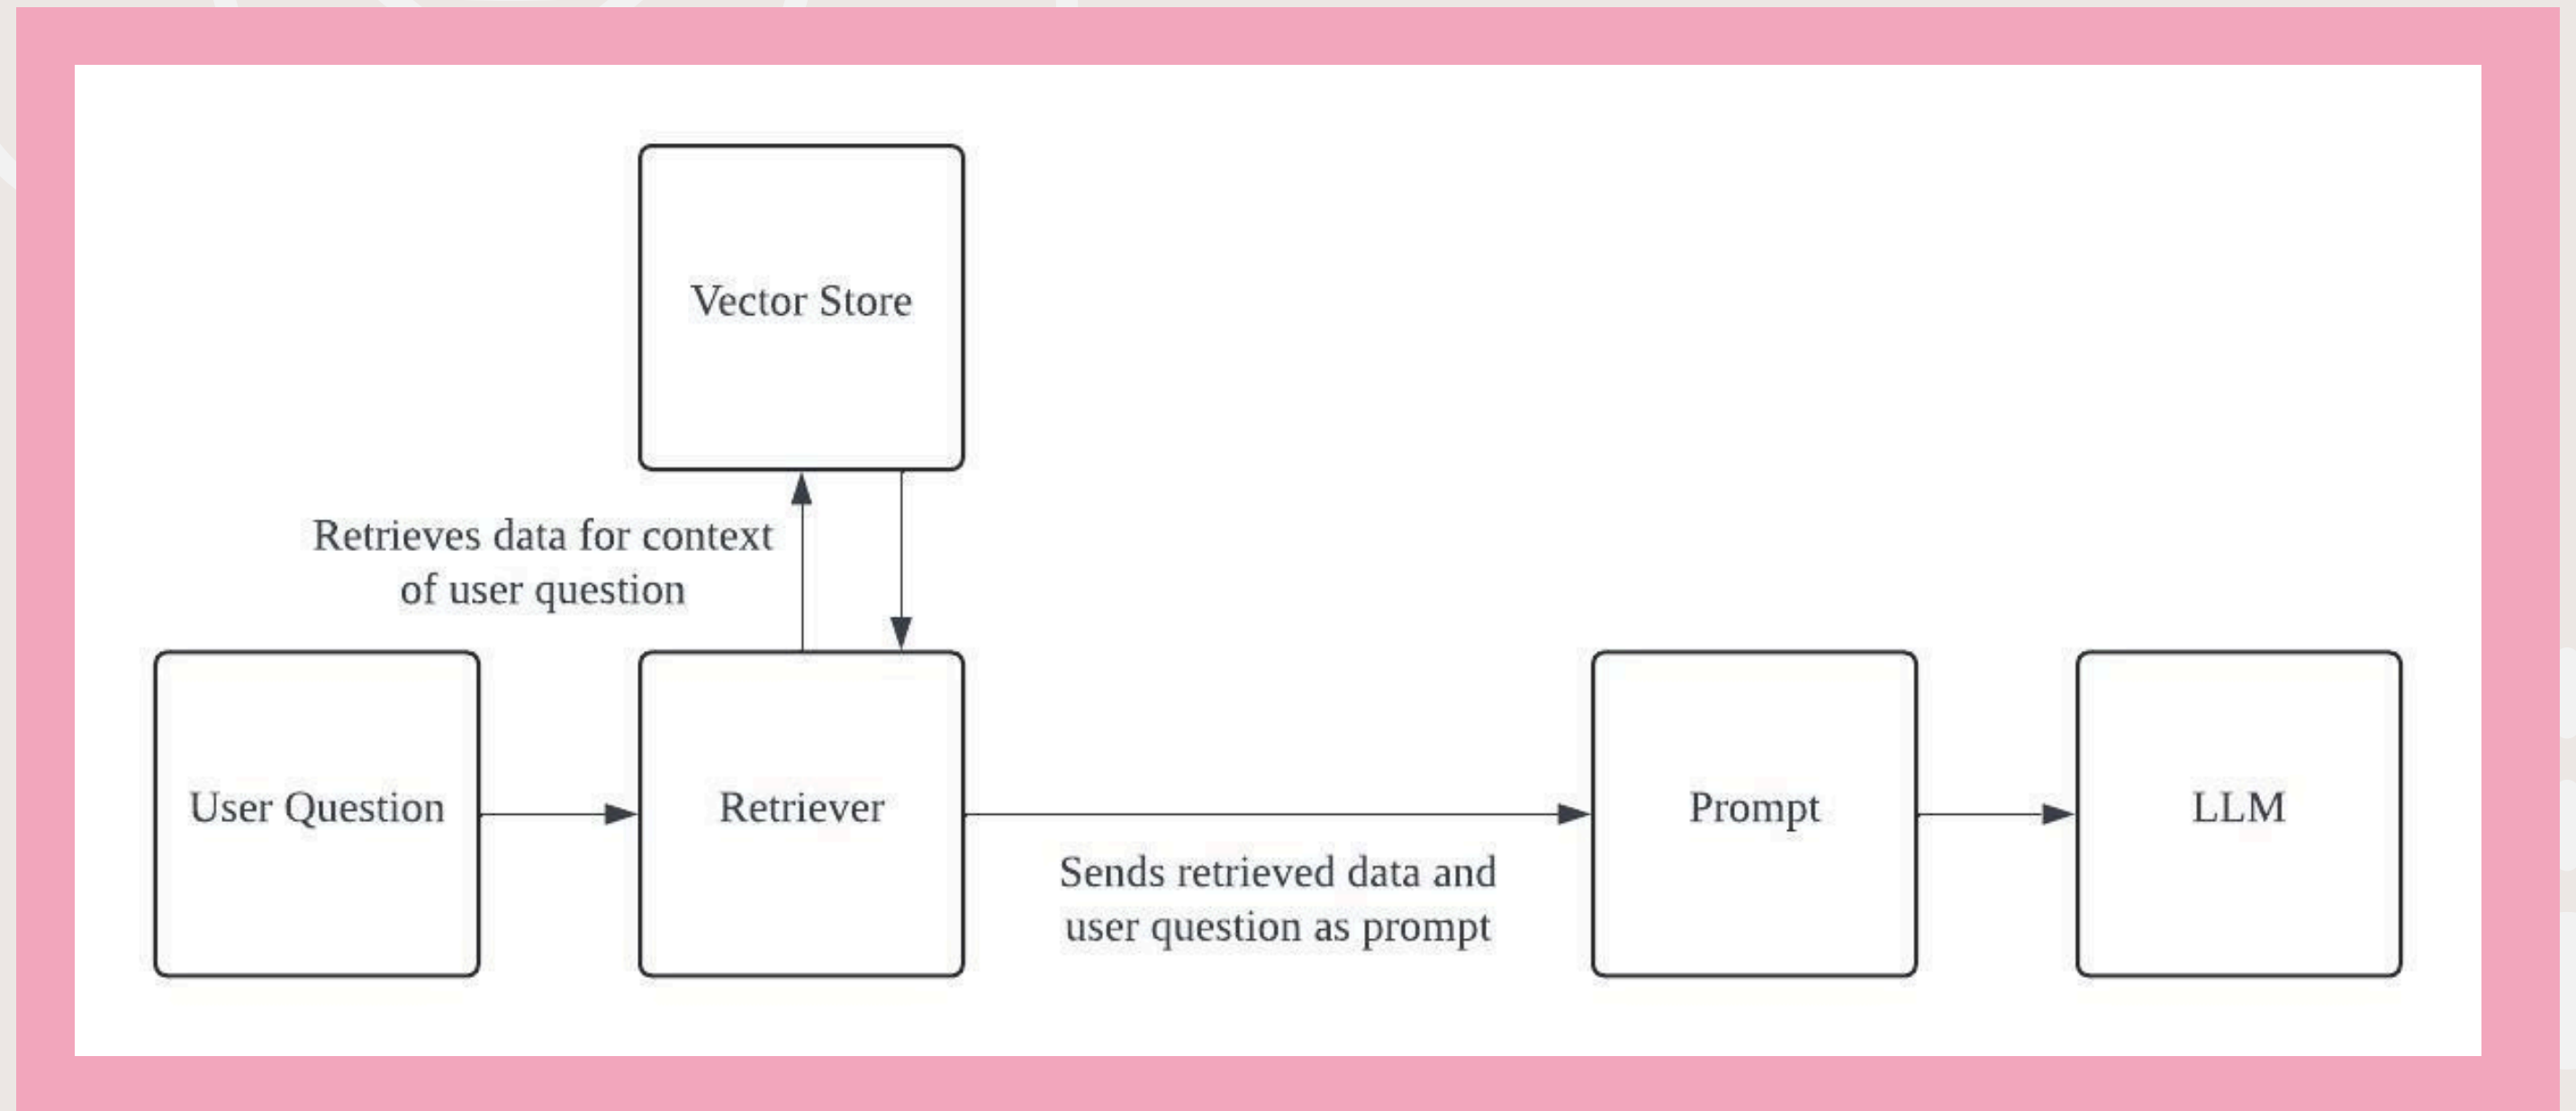 Vector Store
Retrieves data for context
of user question
User Question
Retriever
Sends retrieved data and
user question as prompt
Prompt
LLM